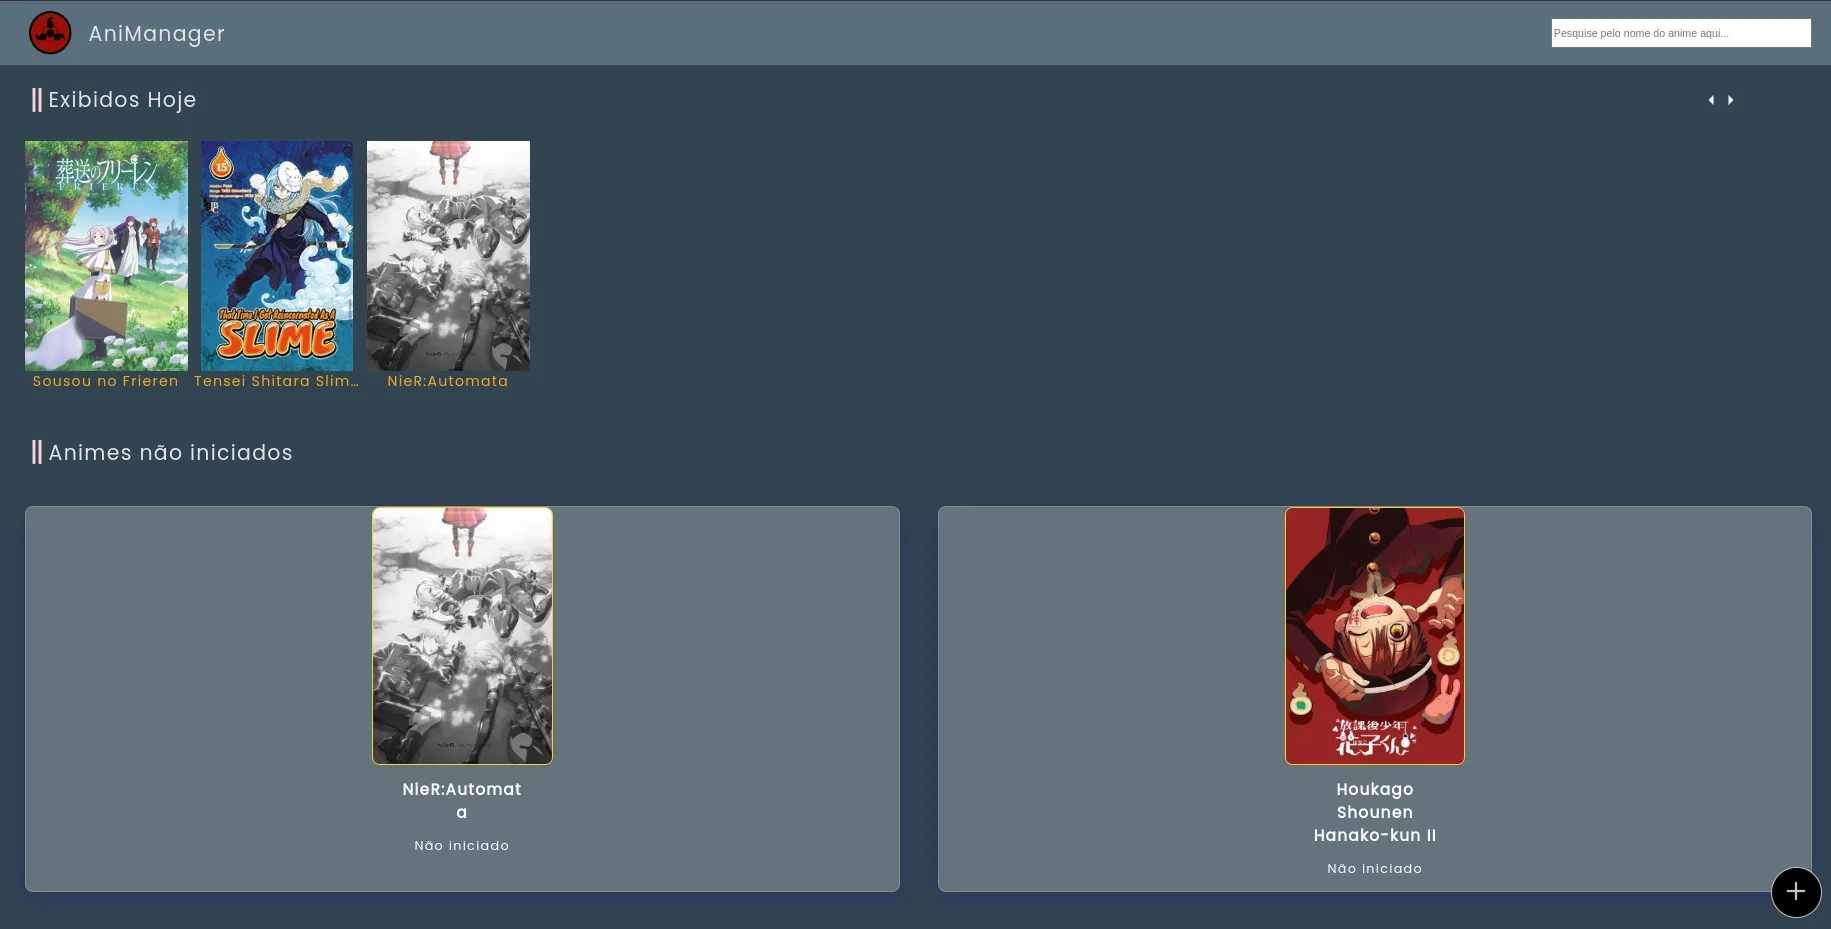 AniManager
Pesquise pelo nome do anime aqui...
Exibidos Hoje
葬送のフリーレン
FRIEREN
15
That Time I Got Reincarnated As A
SLIME
Sousou no Frieren
Tensei Shitara Slim...
NieR:Automata
Animes não iniciados
放課後少年
花子くん
NieR:Automat
a
Não iniciado
Houkago
Shounen
Hanako-kun II
Não iniciado